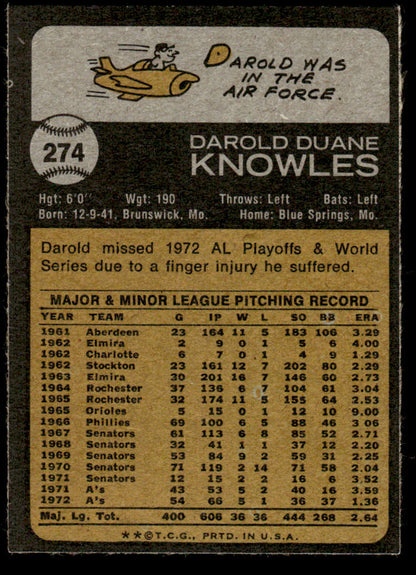 DAROLD WAS
IN THE
AIR FORCE.
274
DAROLD DUANE
KNOWLES
Hgt: 6'0" Wgt: 190 Throws: Left Bats: Left
Born: 12-9-41, Brunswick, Mo. Home: Blue Springs, Mo.
Darold missed 1972 AL Playoffs & World
Series due to a finger injury he suffered.
MAJOR & MINOR LEAGUE PITCHING RECORD
YEAR TEAM G IP W L SO BB ERA
1961 Aberdeen 23 164 11 5 183 106 3.29
1962 Elmira 2 9 0 1 5 6 4.00
1962 Charlotte 6 7 0 1 4 9 1.29
1962 Stockton 23 161 12 7 202 80 2.29
1963 Elmira 30 201 16 7 146 60 2.73
1964 Rochester 37 136 6 7 104 61 3.04
1965 Rochester 32 174 11 5 155 64 2.53
1965 Orioles 5 15 0 1 12 10 9.00
1966 Phillies 69 100 6 5 88 46 3.06
1967 Senators 61 113 6 8 85 52 2.71
1968 Senators 32 41 1 1 37 12 2.20
1969 Senators 53 84 9 2 59 31 2.25
1970 Senators 71 119 2 14 71 58 2.04
1971 Senators 12 15 2 2 16 6 3.52
1971 A's 43 53 5 2 40 16 3.59
1972 A's 54 66 5 1 36 37 1.36
Maj. Lg. Tot. 400 606 36 36 444 268 2.64
**©T.C.G., PRTD. IN U.S.A.